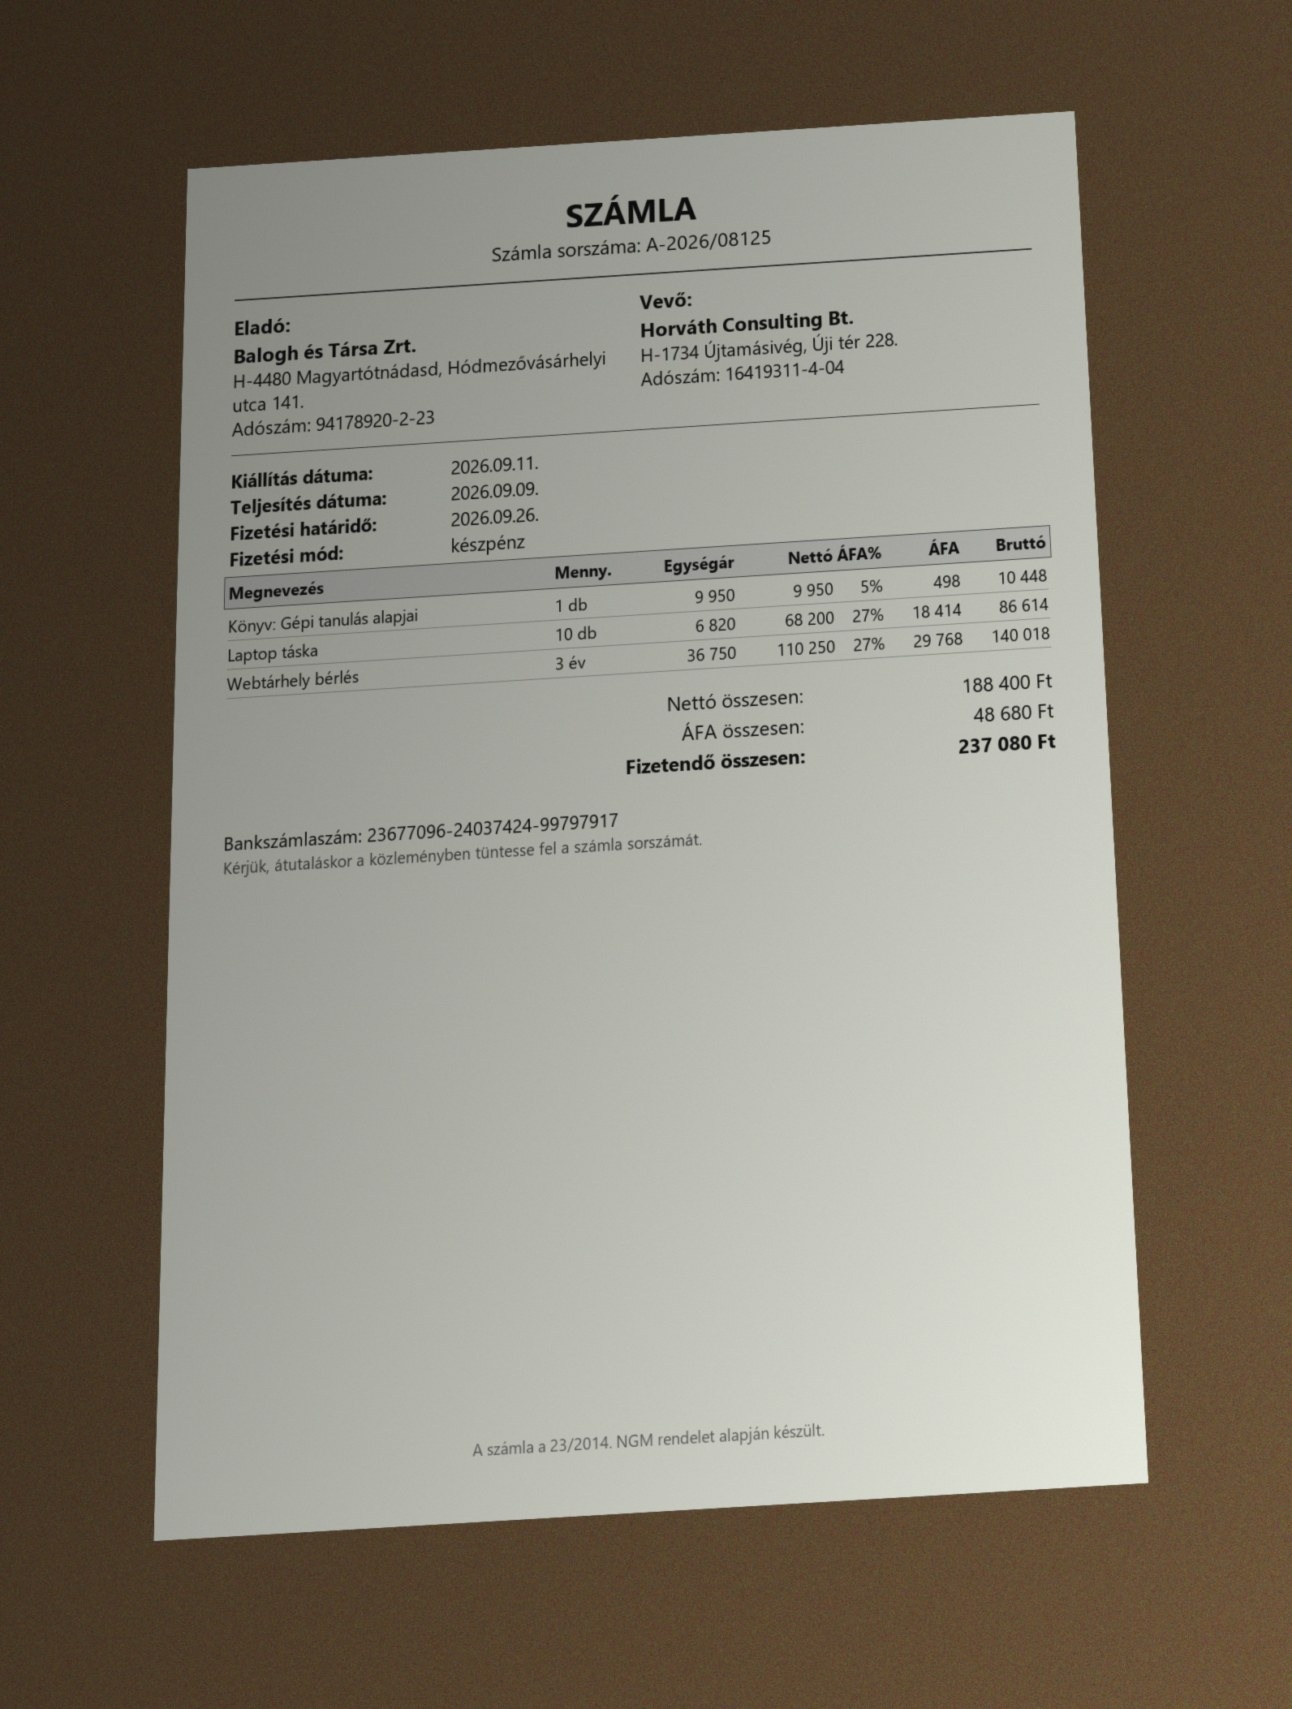 SZÁMLA
Számla sorszáma: A-2026/08125
Eladó:
Balogh és Társa Zrt.
H-4480 Magyartótnádasd, Hódmezővásárhelyi
utca 141.
Adószám: 94178920-2-23
Vevő:
Horváth Consulting Bt.
H-1734 Újtamásivég, Úji tér 228.
Adószám: 16419311-4-04
Kiállítás dátuma: 2026.09.11.
Teljesítés dátuma: 2026.09.09.
Fizetési határidő: 2026.09.26.
Fizetési mód: készpénz
Megnevezés Menny. Egységár Nettó ÁFA% ÁFA Bruttó
Könyv: Gépi tanulás alapjai 1 db 9 950 9 950 5% 498 10 448
Laptop táska 10 db 6 820 68 200 27% 18 414 86 614
Webtárhely bérlés 3 év 36 750 110 250 27% 29 768 140 018
Nettó összesen: 188 400 Ft
ÁFA összesen: 48 680 Ft
Fizetendő összesen: 237 080 Ft
Bankszámlaszám: 23677096-24037424-99797917
Kérjük, átutaláskor a közleményben tüntesse fel a számla sorszámát.
A számla a 23/2014. NGM rendelet alapján készült.